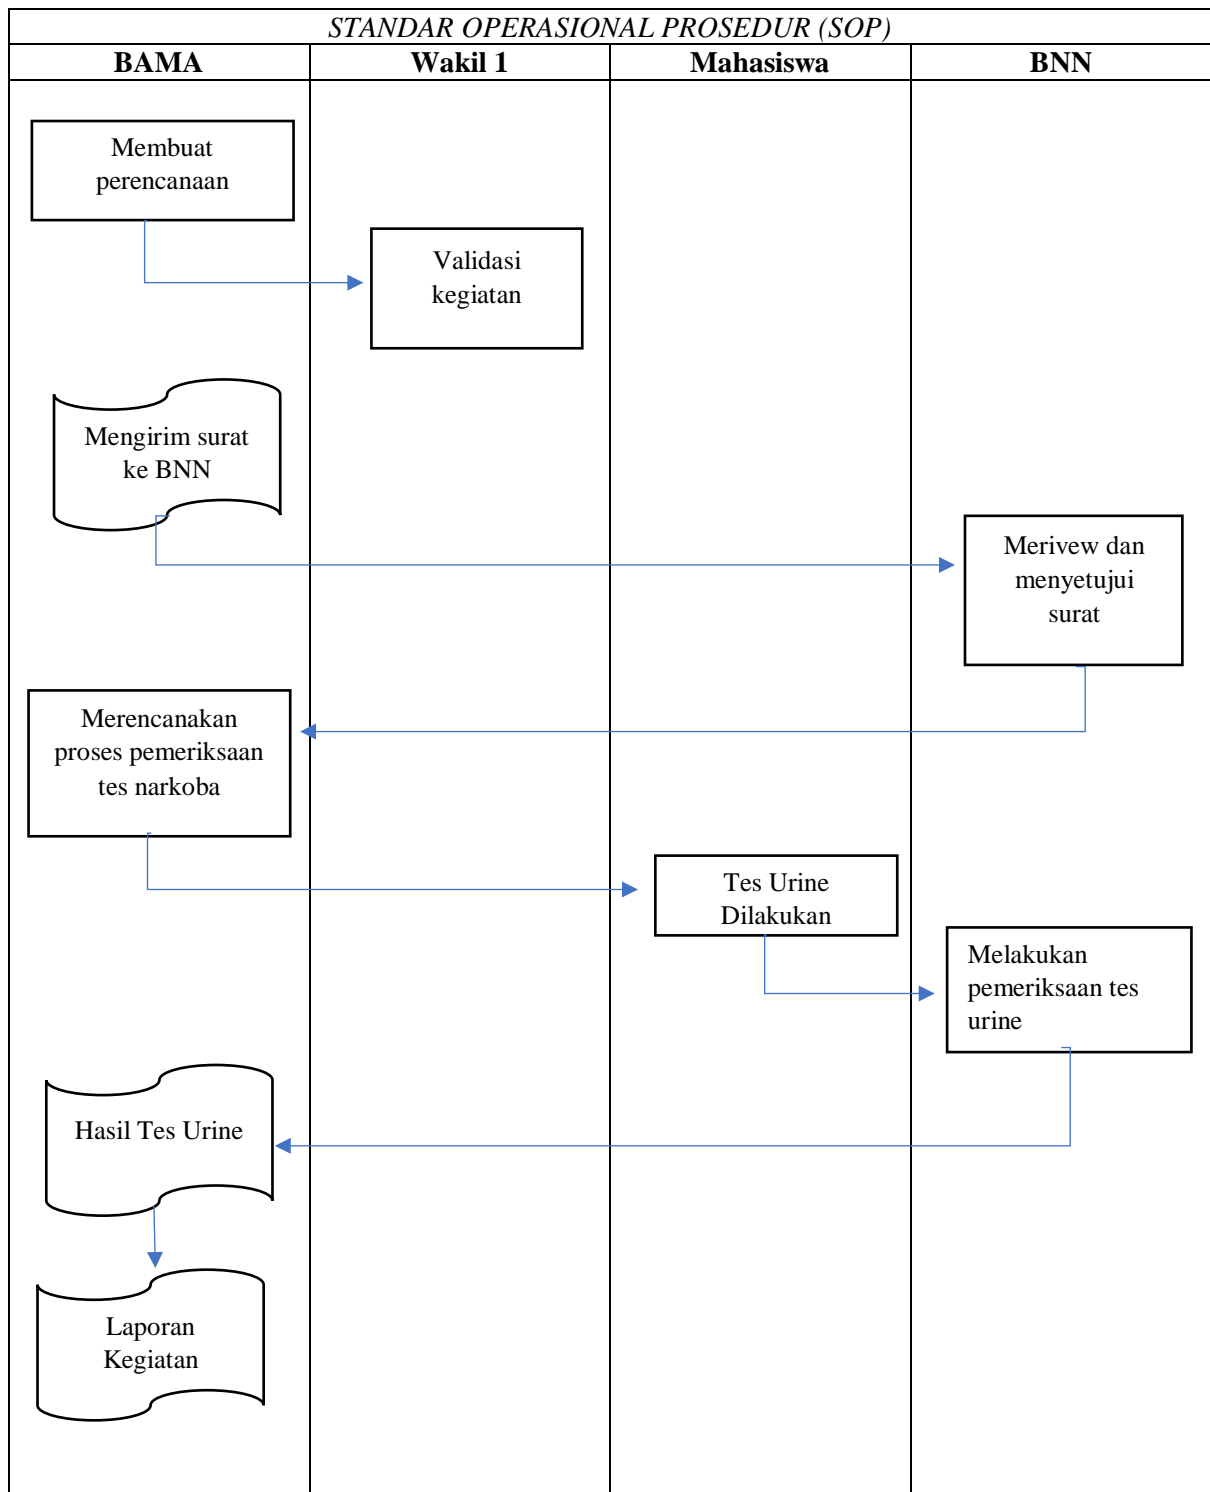 STANDAR OPERASIONAL PROSEDUR (SOP)
BAMA
Wakil 1
Mahasiswa
BNN
Membuat
perencanaan
Validasi
kegiatan
Mengirim surat
ke BNN
Merivew dan
menyetujui
surat
Merencanakan
proses pemeriksaan
tes narkoba
Tes Urine
Dilakukan
Melakukan
pemeriksaan tes
urine
Hasil Tes Urine
Laporan
Kegiatan